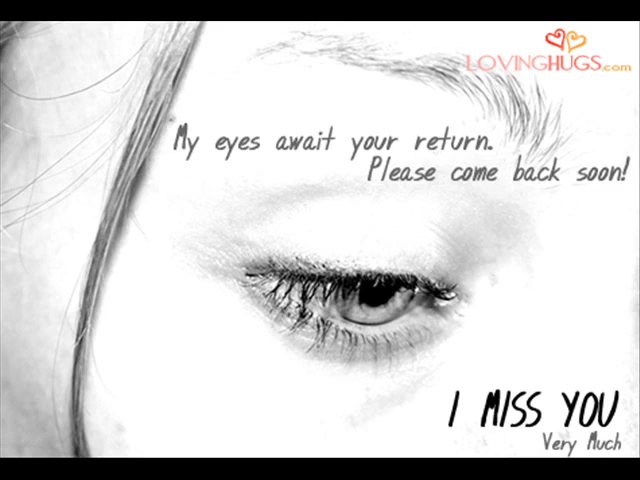 LOVINGHUGS.com
My eyes await your return.
Please come back soon!
I MISS YOU
Very Much